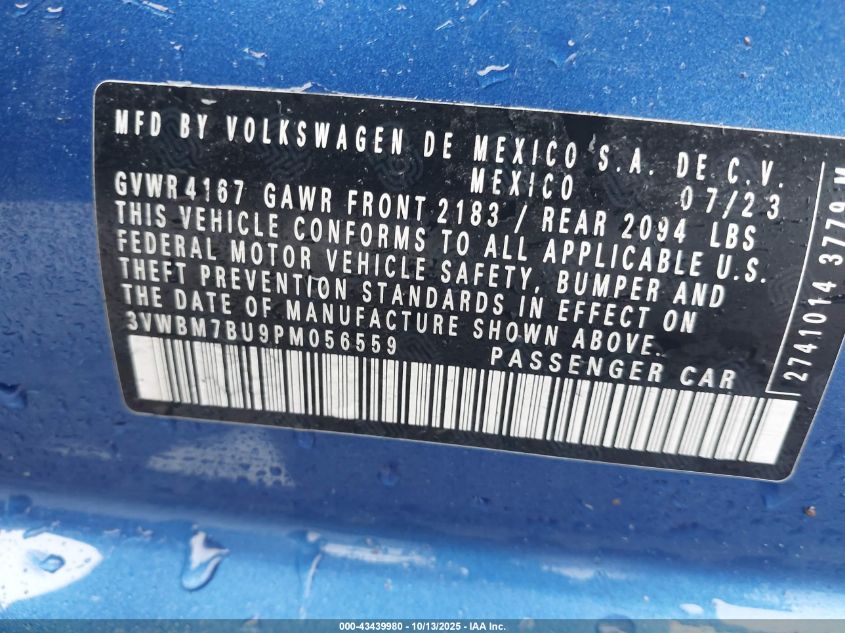 MFD BY VOLKSWAGEN DE MEXICO S.A. DE C.V.
MEXICO 07/23
GVWR 4167 GAWR FRONT 2183 / REAR 2094 LBS
THIS VEHICLE CONFORMS TO ALL APPLICABLE U.S.
FEDERAL MOTOR VEHICLE SAFETY, BUMPER AND
THEFT PREVENTION STANDARDS IN EFFECT ON
THE DATE OF MANUFACTURE SHOWN ABOVE.
3VWBM7BU9PM056559 PASSENGER CAR
2741014 3779 M
000-43439980 - 10/13/2025 - IAA Inc.